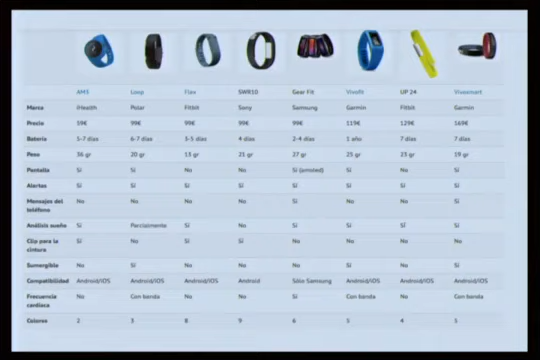 AM3 Loop Flex SWR10 Gear Fit Vivofit UP 24 Vivosmart
Marca iHealth Polar Fitbit Sony Samsung Garmin Fitbit Garmin
Precio 59€ 99€ 99€ 99€ 99€ 119€ 129€ 169€
Batería 5-7 días 6-7 días 3-5 días 4 días 2-4 días 1 año 7 días 7 días
Peso 36 gr 20 gr 13 gr 21 gr 27 gr 25 gr 23 gr 19 gr
Pantalla Sí Sí No No Sí (amoled) Sí No Sí
Alertas Sí Sí Sí Sí Sí Sí Sí Sí
Mensajes del No No No No Sí No No Sí
teléfono
Análisis sueño Sí Parcialmente Sí No Sí Sí Sí
Clip para la Sí No Sí Sí No No No No
cintura
Sumergible No Sí No No No Sí No Sí
Compatibilidad Android/iOS Android/iOS Android/iOS Android Sólo Samsung Android/iOS Android/iOS Android/iOS
Frecuencia No Con banda No No Sí Con banda No Con banda
cardíaca
Colores 2 3 8 9 6 5 4 5